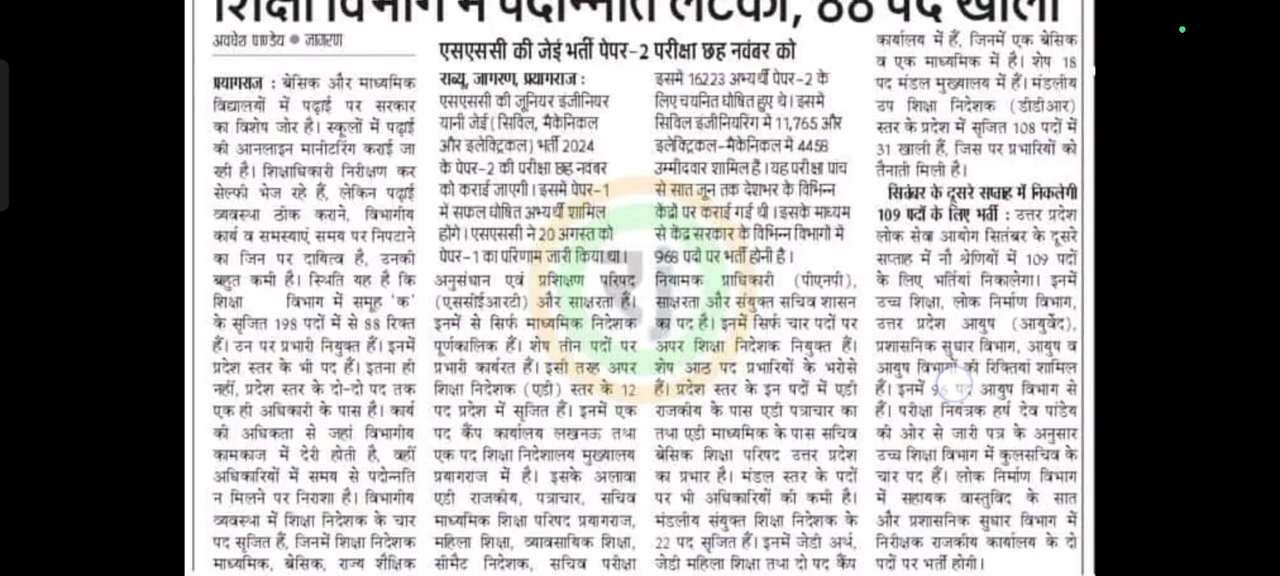 शिक्षा विभाग में पदोन्नति लटकी, 88 पद खाली
अवधेश पाण्डेय ● जागरण
प्रयागराज : बेसिक और माध्यमिक
विद्यालयों में पढ़ाई पर सरकार
का विशेष जोर है। स्कूलों में पढ़ाई
की आनलाइन मानीटरिंग कराई जा
रही है। शिक्षाधिकारी निरीक्षण कर
सेल्फी भेज रहे हैं, लेकिन पढ़ाई
व्यवस्था ठीक कराने, विभागीय
कार्य व समस्याएं समय पर निपटाने
का जिन पर दायित्व है, उनकी
बहुत कमी है। स्थिति यह है कि
शिक्षा विभाग में समूह 'क'
के सृजित 198 पदों में से 88 रिक्त
हैं। उन पर प्रभारी नियुक्त हैं। इनमें
प्रदेश स्तर के भी पद हैं। इतना ही
नहीं, प्रदेश स्तर के दो-दो पद तक
एक ही अधिकारी के पास है। कार्य
की अधिकता से जहां विभागीय
कामकाज में देरी होती है, वहीं
अधिकारियों में समय से पदोन्नति
न मिलने पर निराशा है। विभागीय
व्यवस्था में शिक्षा निदेशक के चार
पद सृजित हैं, जिनमें शिक्षा निदेशक
माध्यमिक, बेसिक, राज्य शैक्षिक
एसएससी की जेई भर्ती पेपर-2 परीक्षा छह नवंबर को
राब्यू, जागरण, प्रयागराज :
एसएससी की जूनियर इंजीनियर
यानी जेई (सिविल, मैकेनिकल
और इलेक्ट्रिकल) भर्ती 2024
के पेपर-2 की परीक्षा छह नवंबर
को कराई जाएगी। इसमें पेपर-1
में सफल घोषित अभ्यर्थी शामिल
होंगे। एसएससी ने 20 अगस्त को
पेपर-1 का परिणाम जारी किया था।
इसमें 16223 अभ्यर्थी पेपर-2 के
लिए चयनित घोषित हुए थे। इसमें
सिविल इंजीनियरिंग में 11,765 और
इलेक्ट्रिकल-मैकेनिकल में 4458
उम्मीदवार शामिल हैं। यह परीक्षा पांच
से सात जून तक देशभर के विभिन्न
केंद्रों पर कराई गई थी। इसके माध्यम
से केंद्र सरकार के विभिन्न विभागों में
968 पदों पर भर्ती होनी है।
अनुसंधान एवं प्रशिक्षण परिषद
(एससीईआरटी) और साक्षरता है।
इनमें से सिर्फ माध्यमिक निदेशक
पूर्णकालिक हैं। शेष तीन पदों पर
प्रभारी कार्यरत हैं। इसी तरह अपर
शिक्षा निदेशक (एडी) स्तर के 12
पद प्रदेश में सृजित हैं। इनमें एक
पद कैंप कार्यालय लखनऊ तथा
एक पद शिक्षा निदेशालय मुख्यालय
प्रयागराज में है। इसके अलावा
एडी राजकीय, पत्राचार, सचिव
माध्यमिक शिक्षा परिषद प्रयागराज,
महिला शिक्षा, व्यावसायिक शिक्षा,
सीमैट निदेशक, सचिव परीक्षा
नियामक प्राधिकारी (पीएनपी),
साक्षरता और संयुक्त सचिव शासन
का पद है। इनमें सिर्फ चार पदों पर
अपर शिक्षा निदेशक नियुक्त हैं।
शेष आठ पद प्रभारियों के भरोसे
हैं। प्रदेश स्तर के इन पदों में एडी
राजकीय के पास एडी पत्राचार का
तथा एडी माध्यमिक के पास सचिव
बेसिक शिक्षा परिषद उत्तर प्रदेश
का प्रभार है। मंडल स्तर के पदों
पर भी अधिकारियों की कमी है।
मंडलीय संयुक्त शिक्षा निदेशक के
22 पद सृजित हैं। इनमें जेडी अर्थ,
जेडी महिला शिक्षा तथा दो पद कैंप
कार्यालय में हैं, जिनमें एक बेसिक
व एक माध्यमिक में है। शेष 18
पद मंडल मुख्यालय में हैं। मंडलीय
उप शिक्षा निदेशक (डीडीआर)
स्तर के प्रदेश में सृजित 108 पदों में
31 खाली हैं, जिस पर प्रभारियों को
तैनाती मिली है।
सितंबर के दूसरे सप्ताह में निकलेगी
109 पदों के लिए भर्ती : उत्तर प्रदेश
लोक सेवा आयोग सितंबर के दूसरे
सप्ताह में नौ श्रेणियों में 109 पदों
के लिए भर्तियां निकालेगा। इनमें
उच्च शिक्षा, लोक निर्माण विभाग,
उत्तर प्रदेश आयुष (आयुर्वेद),
प्रशासनिक सुधार विभाग, आयुष व
आयुष विभाग की रिक्तियां शामिल
हैं। इनमें पद आयुष विभाग से
हैं। परीक्षा नियंत्रक हर्ष देव पांडेय
की ओर से जारी पत्र के अनुसार
उच्च शिक्षा विभाग में कुलसचिव के
चार पद हैं। लोक निर्माण विभाग
में सहायक वास्तुविद के सात
और प्रशासनिक सुधार विभाग में
निरीक्षक राजकीय कार्यालय के दो
पदों पर भर्ती होगी।